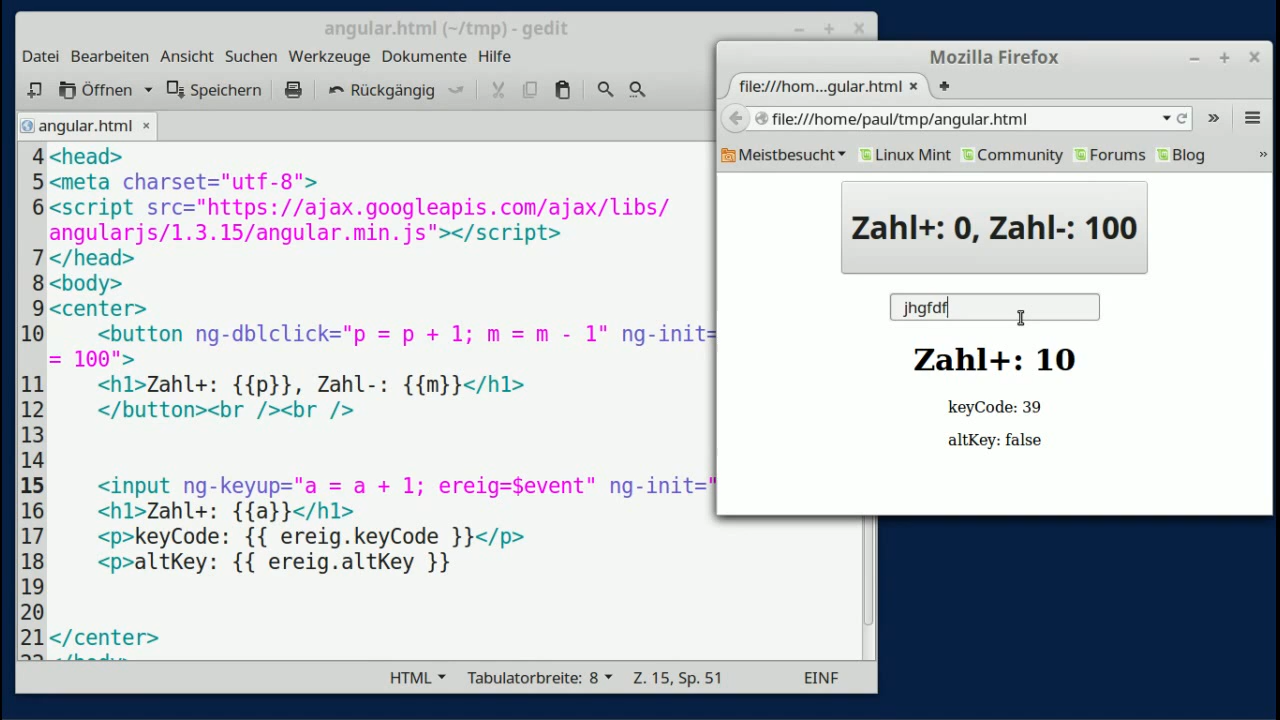 angular.html (~/tmp) - gedit
Datei Bearbeiten Ansicht Suchen Werkzeuge Dokumente Hilfe
Öffnen Speichern Rückgängig
angular.html
4 <head>
5 <meta charset="utf-8">
6 <script src="https://ajax.googleapis.com/ajax/libs/
angularjs/1.3.15/angular.min.js"></script>
7 </head>
8 <body>
9 <center>
10 <button ng-dblclick="p = p + 1; m = m - 1" ng-init=
= 100">
11 <h1>Zahl+: {{p}}, Zahl-: {{m}}</h1>
12 </button><br /><br />
13
14
15 <input ng-keyup="a = a + 1; ereig=$event" ng-init="
16 <h1>Zahl+: {{a}}</h1>
17 <p>keyCode: {{ ereig.keyCode }}</p>
18 <p>altKey: {{ ereig.altKey }}
19
20
21 </center>
22 </body>
HTML Tabulatorbreite: 8 Z. 15, Sp. 51 EINF
Mozilla Firefox
file:///hom...gular.html
file:///home/paul/tmp/angular.html »
Meistbesucht Linux Mint Community Forums Blog »
Zahl+: 0, Zahl-: 100
jhgfdf
Zahl+: 10
keyCode: 39
altKey: false